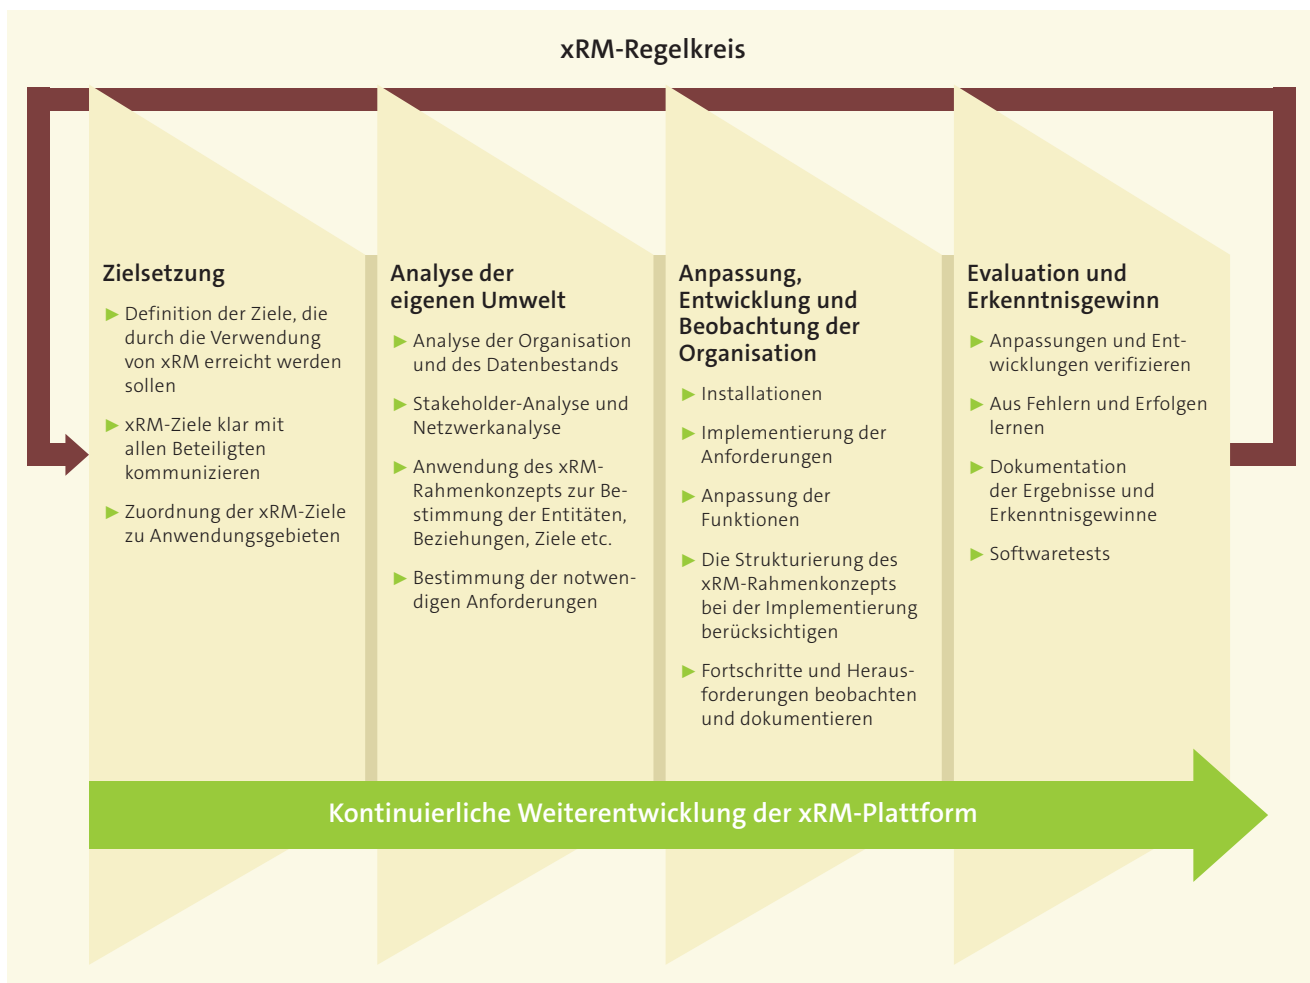 xRM-Regelkreis
Zielsetzung
▶ Definition der Ziele, die
durch die Verwendung
von xRM erreicht werden
sollen
▶ xRM-Ziele klar mit
allen Beteiligten
kommunizieren
▶ Zuordnung der xRM-Ziele
zu Anwendungsgebieten
Analyse der
eigenen Umwelt
▶ Analyse der Organisation
und des Datenbestands
▶ Stakeholder-Analyse und
Netzwerkanalyse
▶ Anwendung des xRM-
Rahmenkonzepts zur Be-
stimmung der Entitäten,
Beziehungen, Ziele etc.
▶ Bestimmung der notwen-
digen Anforderungen
Anpassung,
Entwicklung und
Beobachtung der
Organisation
▶ Installationen
▶ Implementierung der
Anforderungen
▶ Anpassung der
Funktionen
▶ Die Strukturierung des
xRM-Rahmenkonzepts
bei der Implementierung
berücksichtigen
▶ Fortschritte und Heraus-
forderungen beobachten
und dokumentieren
Evaluation und
Erkenntnisgewinn
▶ Anpassungen und Ent-
wicklungen verifizieren
▶ Aus Fehlern und Erfolgen
lernen
▶ Dokumentation
der Ergebnisse und
Erkenntnisgewinne
▶ Softwaretests
Kontinuierliche Weiterentwicklung der xRM-Plattform